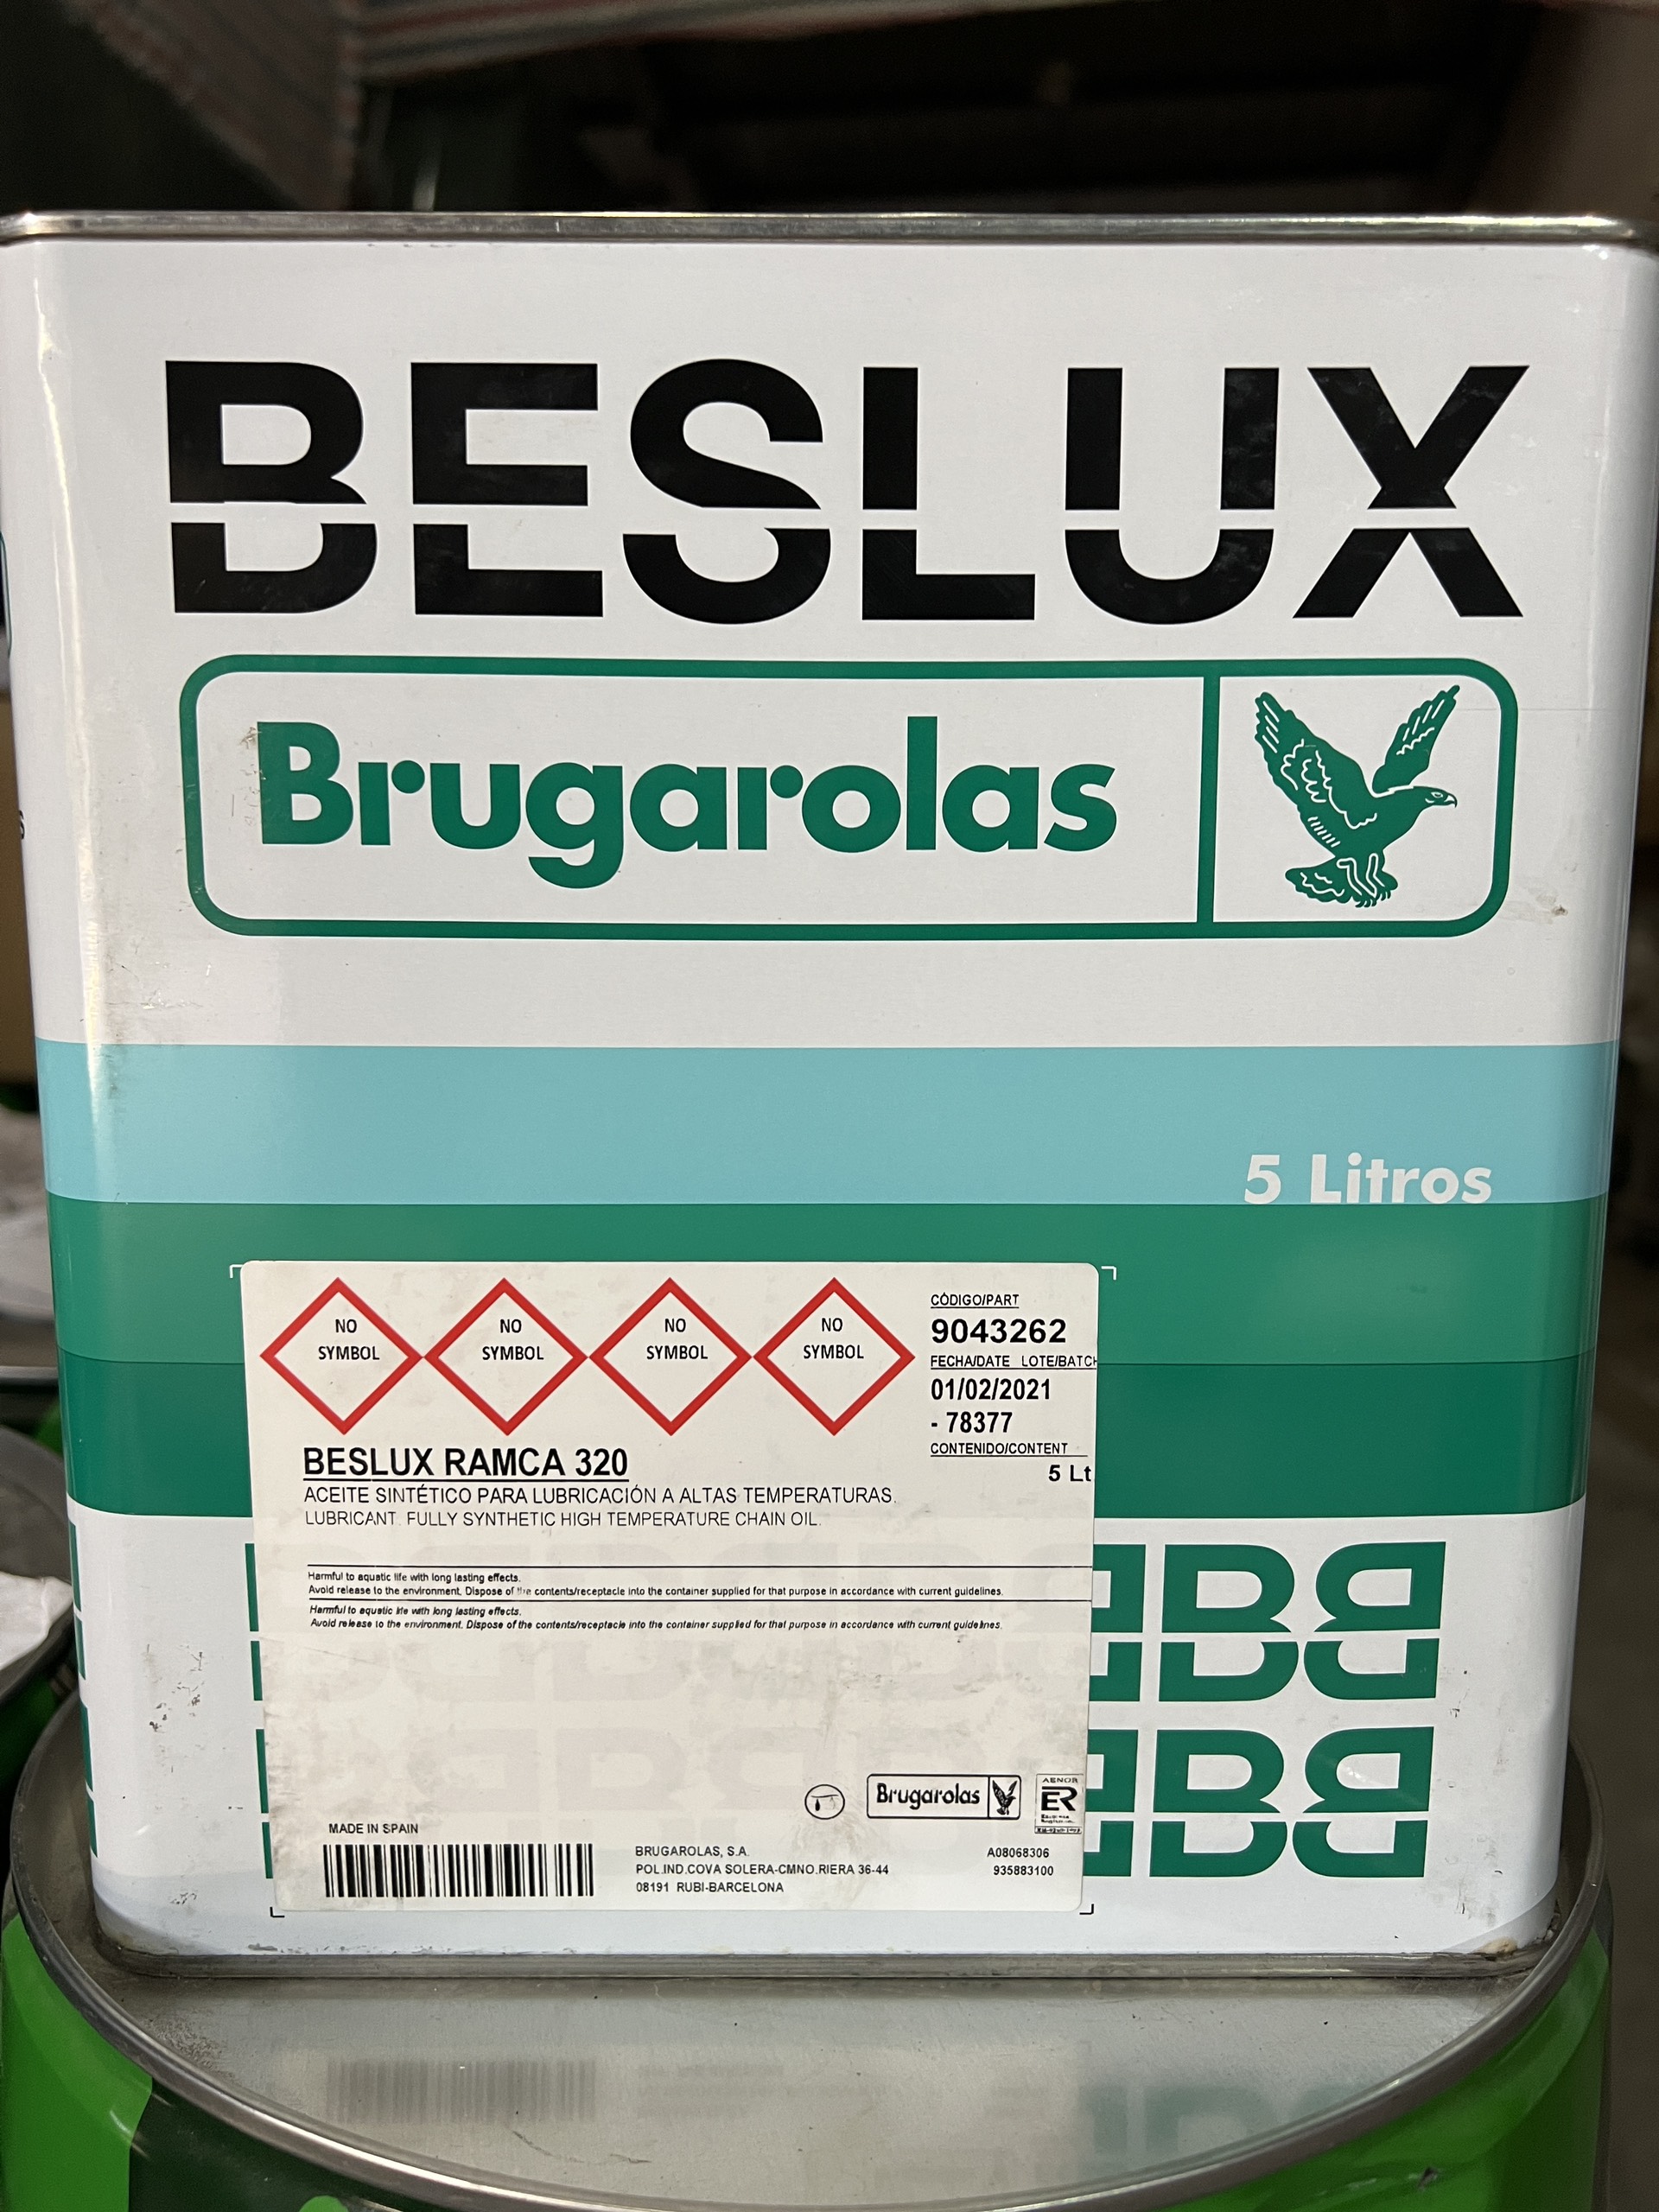 BESLUX
Brugarolas
5 Litros
NO SYMBOL
NO SYMBOL
NO SYMBOL
NO SYMBOL
CÓDIGO/PART
9043262
FECHA/DATE LOTE/BATCH
01/02/2021
- 78377
CONTENIDO/CONTENT
5 Lt
BESLUX RAMCA 320
ACEITE SINTÉTICO PARA LUBRICACIÓN A ALTAS TEMPERATURAS.
LUBRICANT. FULLY SYNTHETIC HIGH TEMPERATURE CHAIN OIL.
Harmful to aquatic life with long lasting effects.
Avoid release to the environment. Dispose of the contents/receptacle into the container supplied for that purpose in accordance with current guidelines.
Harmful to aquatic life with long lasting effects.
Avoid release to the environment. Dispose of the contents/receptacle into the container supplied for that purpose in accordance with current guidelines.
Brugarolas
AENOR
ER
MADE IN SPAIN
BRUGAROLAS, S.A.
POL.IND.COVA SOLERA-CMNO.RIERA 36-44
08191 RUBI-BARCELONA
A08068306
935883100